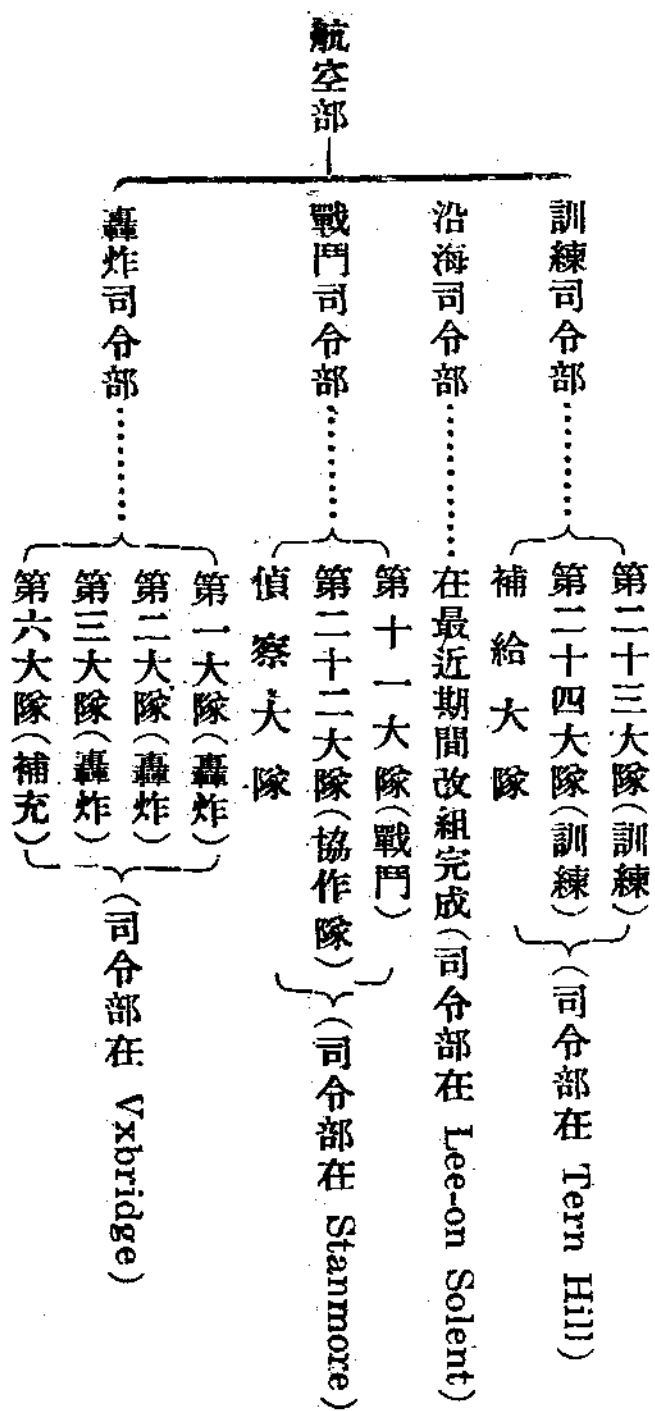 航空部
訓練司令部
第二十三大隊(訓練)
第二十四大隊(訓練)
補給大隊
(司令部在 Tern Hill)
沿海司令部
在最近期間改組完成(司令部在 Lee-on Solent)
戰鬥司令部
第十一大隊(戰鬥)
第二十二大隊(協作隊)
偵察大隊
(司令部在 Stanmore)
轟炸司令部
第一大隊(轟炸)
第二大隊(轟炸)
第三大隊(轟炸)
第六大隊(補充)
(司令部在 Vxbridge)